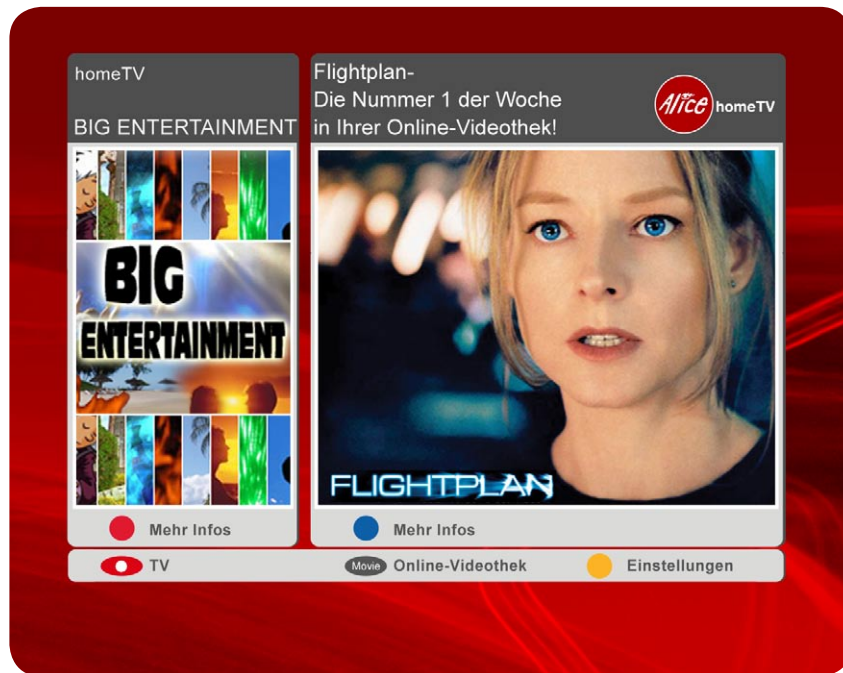 homeTV
BIG ENTERTAINMENT
Flightplan-
Die Nummer 1 der Woche
in Ihrer Online-Videothek!
Alice homeTV
BIG
ENTERTAINMENT
FLIGHTPLAN
Mehr Infos
Mehr Infos
TV
Movie Online-Videothek
Einstellungen